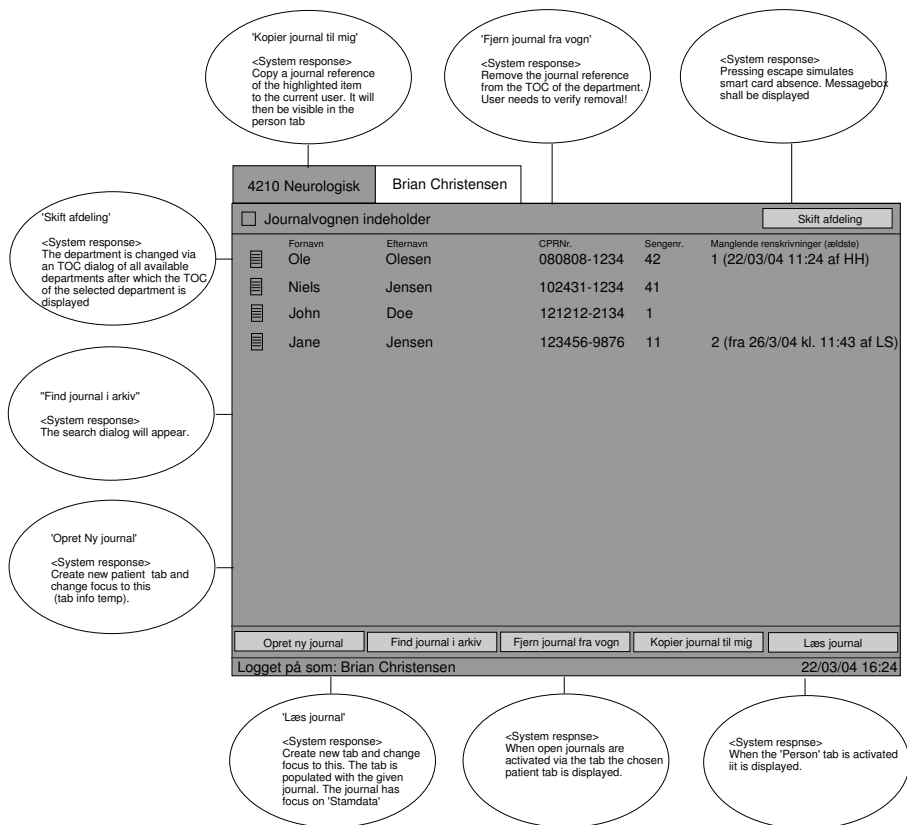 'Kopier journal til mig'
<System response>
Copy a journal reference
of the highlighted item
to the current user. It will
then be visible in the
person tab
'Fjern journal fra vogn'
<System response>
Remove the journal reference
from the TOC of the department.
User needs to verify removal!
<System response>
Pressing escape simulates
smart card absence. Messagebox
shall be displayed
'Skift afdeling'
<System response>
The department is changed via
an TOC dialog of all available
departments after which the TOC
of the selected department is
displayed
"Find journal i arkiv"
<System response>
The search dialog will appear.
'Opret Ny journal'
<System response>
Create new patient tab and
change focus to this
(tab info temp).
4210 Neurologisk Brian Christensen
Journalvognen indeholder Skift afdeling
Fornavn Efternavn CPRNr. Sengenr. Manglende renskrivninger (ældste)
Ole Olesen 080808-1234 42 1 (22/03/04 11:24 af HH)
Niels Jensen 102431-1234 41
John Doe 121212-2134 1
Jane Jensen 123456-9876 11 2 (fra 26/3/04 kl. 11:43 af LS)
Opret ny journal Find journal i arkiv Fjern journal fra vogn Kopier journal til mig Læs journal
Logget på som: Brian Christensen 22/03/04 16:24
'Læs journal'
<System response>
Create new tab and change
focus to this. The tab is
populated with the given
journal. The journal has
focus on 'Stamdata'
<System respnse>
When open journals are
activated via the tab the chosen
patient tab is displayed.
<System respnse>
When the 'Person' tab is activated
iit is displayed.